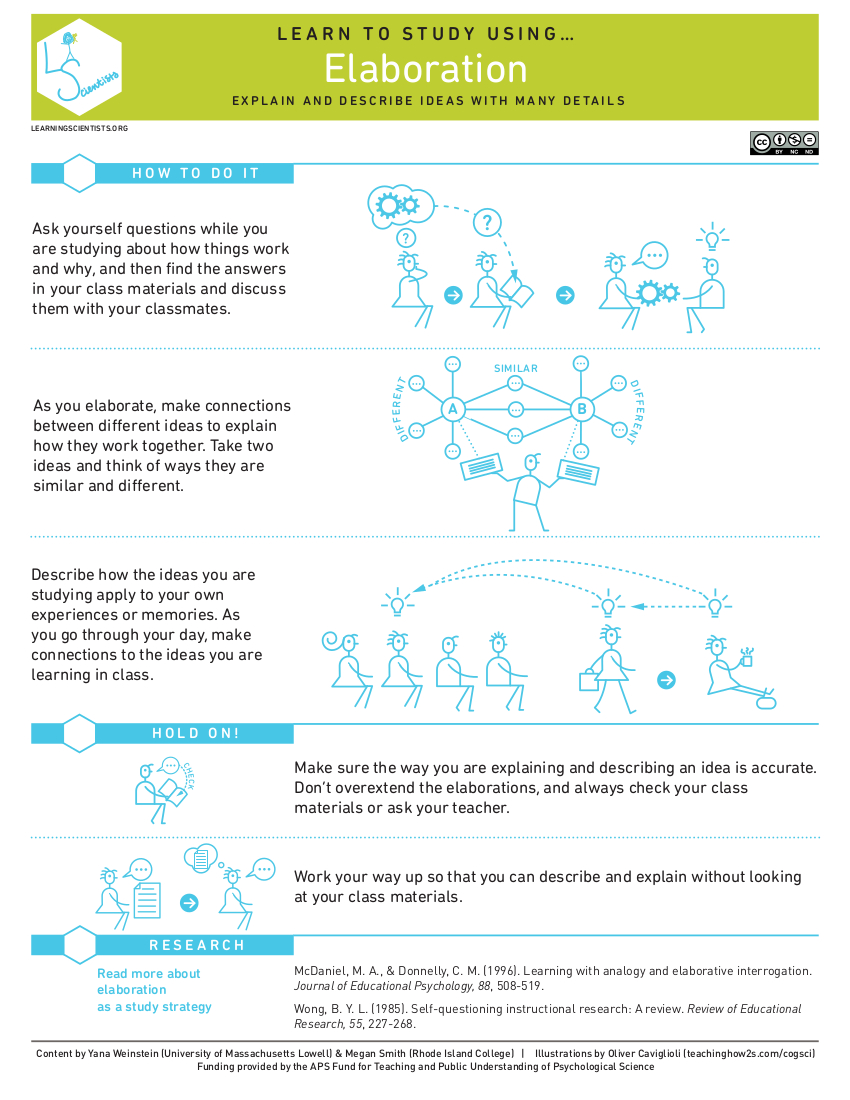 LEARN TO STUDY USING...
Elaboration
EXPLAIN AND DESCRIBE IDEAS WITH MANY DETAILS
LS
cientists
LEARNINGSCIENTISTS.ORG
cc
BY NC ND
HOW TO DO IT
Ask yourself questions while you
are studying about how things work
and why, and then find the answers
in your class materials and discuss
them with your classmates.
?
?
...
As you elaborate, make connections
between different ideas to explain
how they work together. Take two
ideas and think of ways they are
similar and different.
SIMILAR
DIFFERENT
A
B
DIFFERENT
Describe how the ideas you are
studying apply to your own
experiences or memories. As
you go through your day, make
connections to the ideas you are
learning in class.
HOLD ON!
...
CHECK
Make sure the way you are explaining and describing an idea is accurate.
Don't overextend the elaborations, and always check your class
materials or ask your teacher.
...
...
Work your way up so that you can describe and explain without looking
at your class materials.
RESEARCH
Read more about
elaboration
as a study strategy
McDaniel, M. A., & Donnelly, C. M. (1996). Learning with analogy and elaborative interrogation.
Journal of Educational Psychology, 88, 508-519.
Wong, B. Y. L. (1985). Self-questioning instructional research: A review. Review of Educational
Research, 55, 227-268.
Content by Yana Weinstein (University of Massachusetts Lowell) & Megan Smith (Rhode Island College) | Illustrations by Oliver Caviglioli (teachinghow2s.com/cogsci)
Funding provided by the APS Fund for Teaching and Public Understanding of Psychological Science